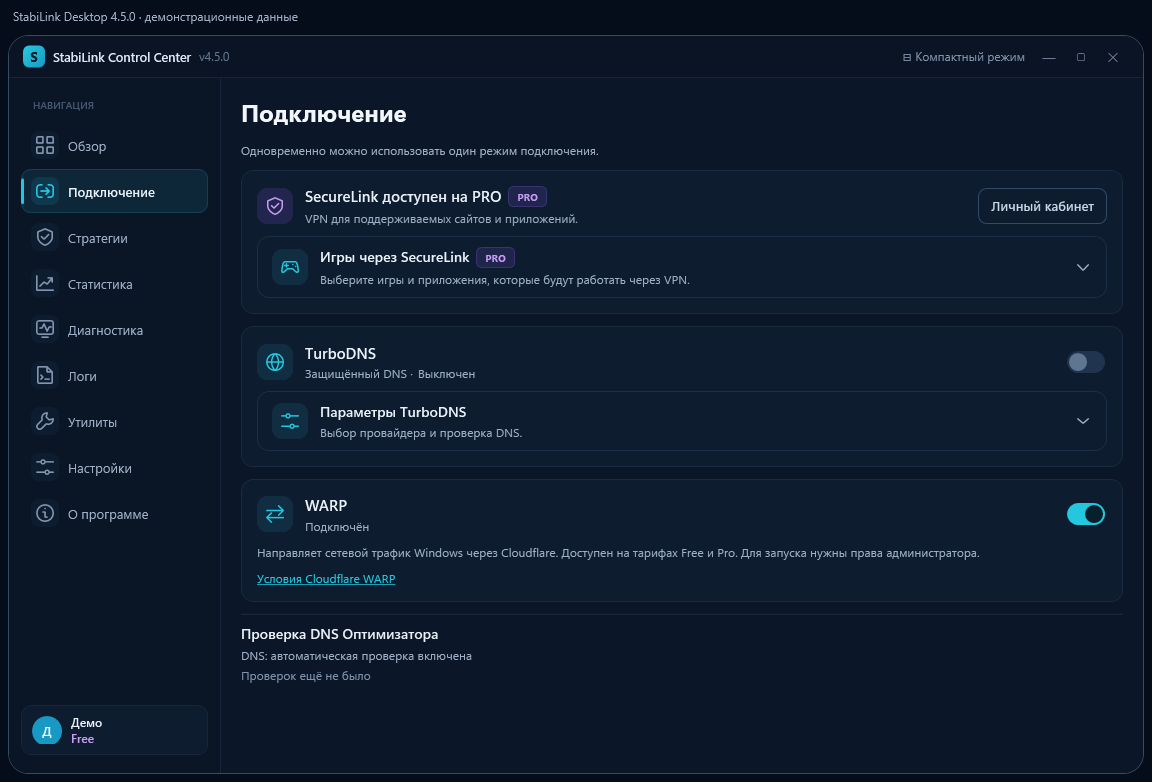 StabiLink Desktop 4.5.0 · демонстрационные данные
S StabiLink Control Center v4.5.0
Компактный режим
НАВИГАЦИЯ
Обзор
Подключение
Стратегии
Статистика
Диагностика
Логи
Утилиты
Настройки
О программе
Д
Демо
Free
Подключение
Одновременно можно использовать один режим подключения.
SecureLink доступен на PRO PRO
VPN для поддерживаемых сайтов и приложений.
Личный кабинет
Игры через SecureLink PRO
Выберите игры и приложения, которые будут работать через VPN.
TurboDNS
Защищённый DNS · Выключен
Параметры TurboDNS
Выбор провайдера и проверка DNS.
WARP
Подключён
Направляет сетевой трафик Windows через Cloudflare. Доступен на тарифах Free и Pro. Для запуска нужны права администратора.
Условия Cloudflare WARP
Проверка DNS Оптимизатора
DNS: автоматическая проверка включена
Проверок ещё не было